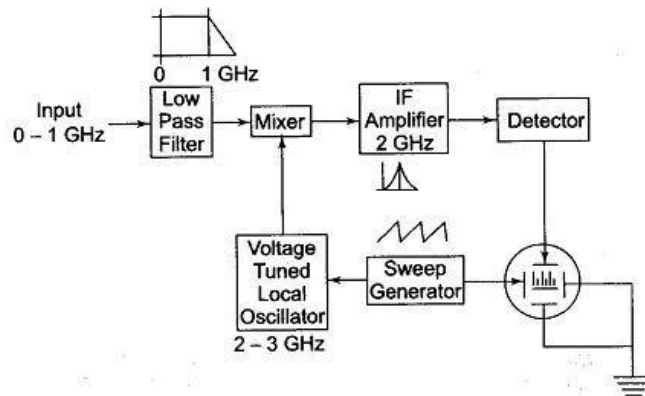 0 1 GHz
Input
0 – 1 GHz
Low
Pass
Filter
Mixer
IF
Amplifier
2 GHz
Detector
Voltage
Tuned
Local
Oscillator
2 – 3 GHz
Sweep
Generator